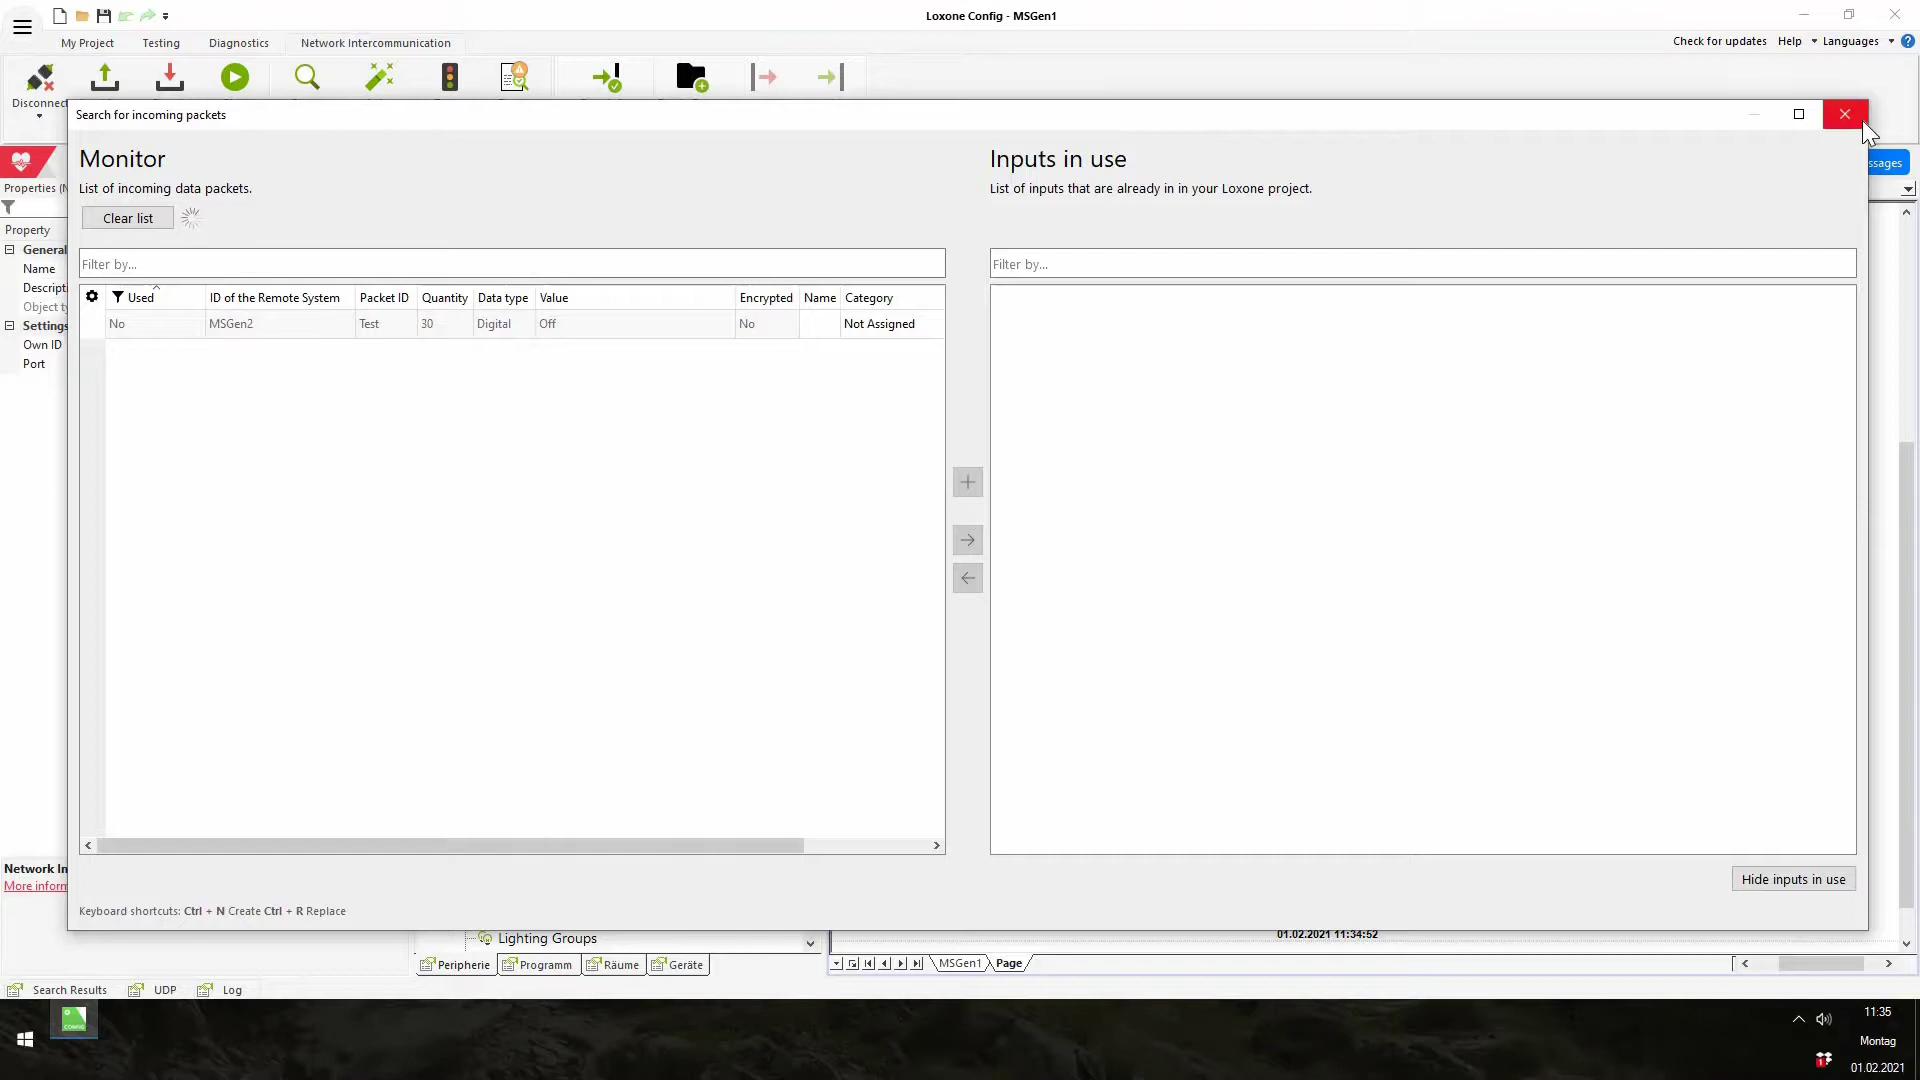 Loxone Config - MSGen1
My Project Testing Diagnostics Network Intercommunication
Check for updates Help Languages
Disconnect
Search for incoming packets
Monitor
List of incoming data packets.
Clear list
Filter by...
Used ID of the Remote System Packet ID Quantity Data type Value Encrypted Name Category
No MSGen2 Test 30 Digital Off No Not Assigned
Inputs in use
List of inputs that are already in in your Loxone project.
Filter by...
Hide inputs in use
Keyboard shortcuts: Ctrl + N Create Ctrl + R Replace
ssages
Properties (N
Property
General
Name
Descript
Object ty
Settings
Own ID
Port
Network In
More inform
Lighting Groups
01.02.2021 11:34:52
Peripherie Programm Räume Geräte
MSGen1 Page
Search Results UDP Log
CONFIG
11:35
Montag
01.02.2021